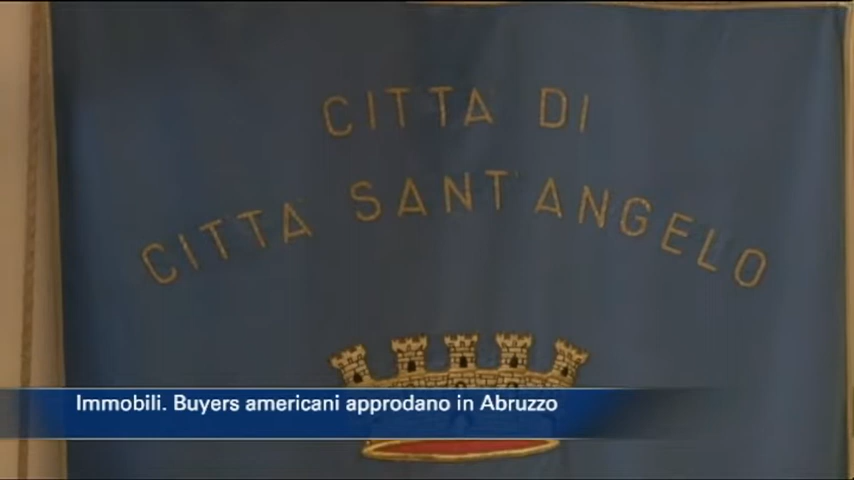 CITTA' DI
CITTA' SANT'ANGELO
Immobili. Buyers americani approdano in Abruzzo